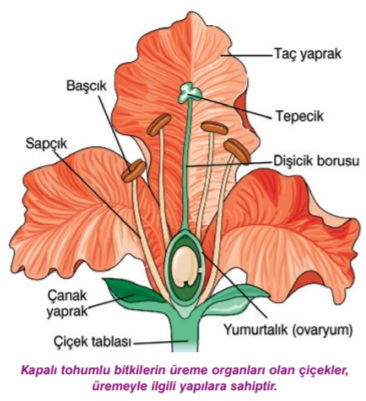 Taç yaprak
Başcık
Tepecik
Sapçık
Dişicik borusu
Çanak
yaprak
Yumurtalık (ovaryum)
Çiçek tablası
Kapalı tohumlu bitkilerin üreme organları olan çiçekler,
üremeyle ilgili yapılara sahiptir.